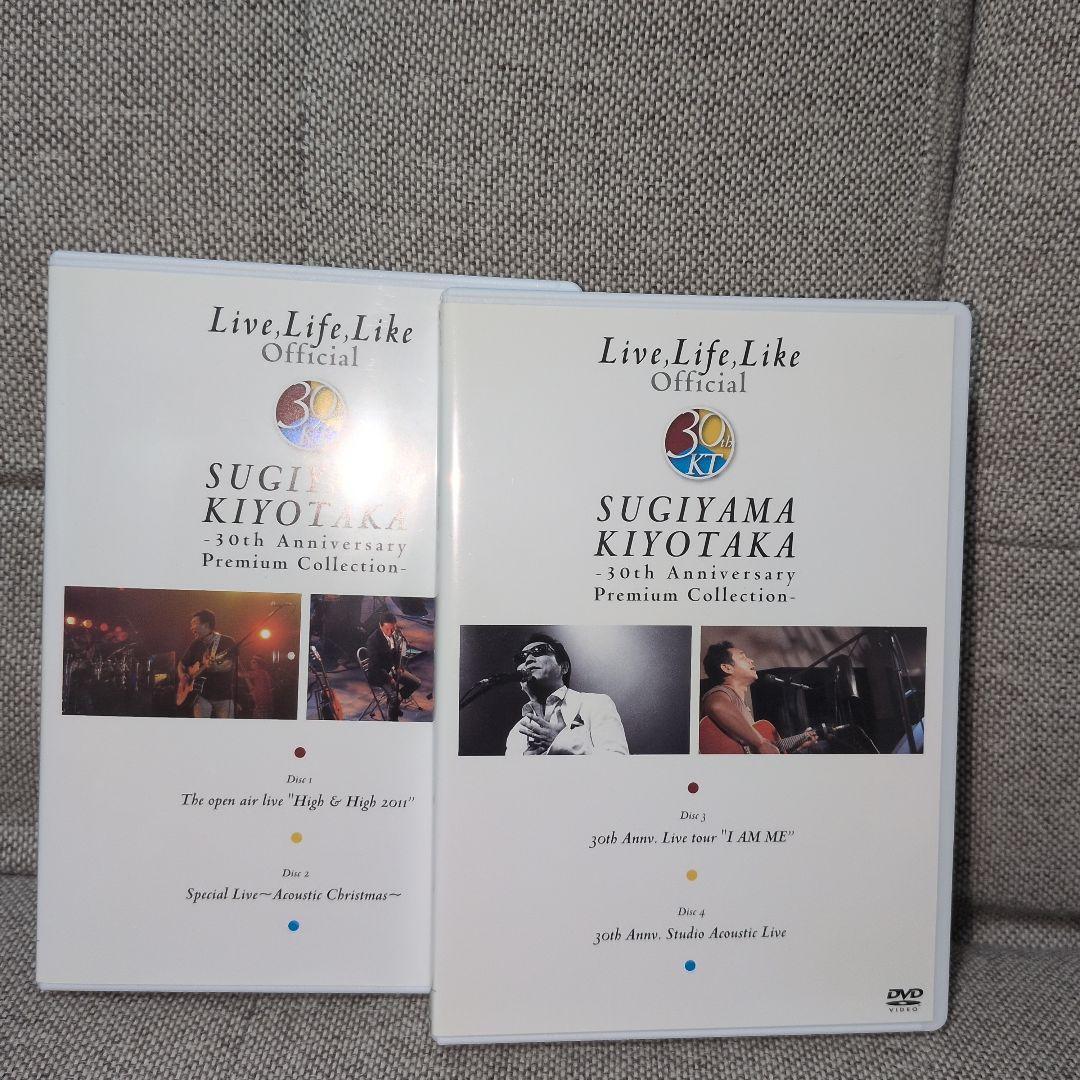 Live,Life,Like
Official
30
KT
SUGIYAMA
KIYOTAKA
-30th Anniversary
Premium Collection-
Disc 1
The open air live "High & High 2011"
Disc 2
Special Live～Acoustic Christmas～
Live,Life,Like
Official
30th
KT
SUGIYAMA
KIYOTAKA
-30th Anniversary
Premium Collection-
Disc 3
30th Annv. Live tour "I AM ME"
Disc 4
30th Annv. Studio Acoustic Live
DVD
VIDEO